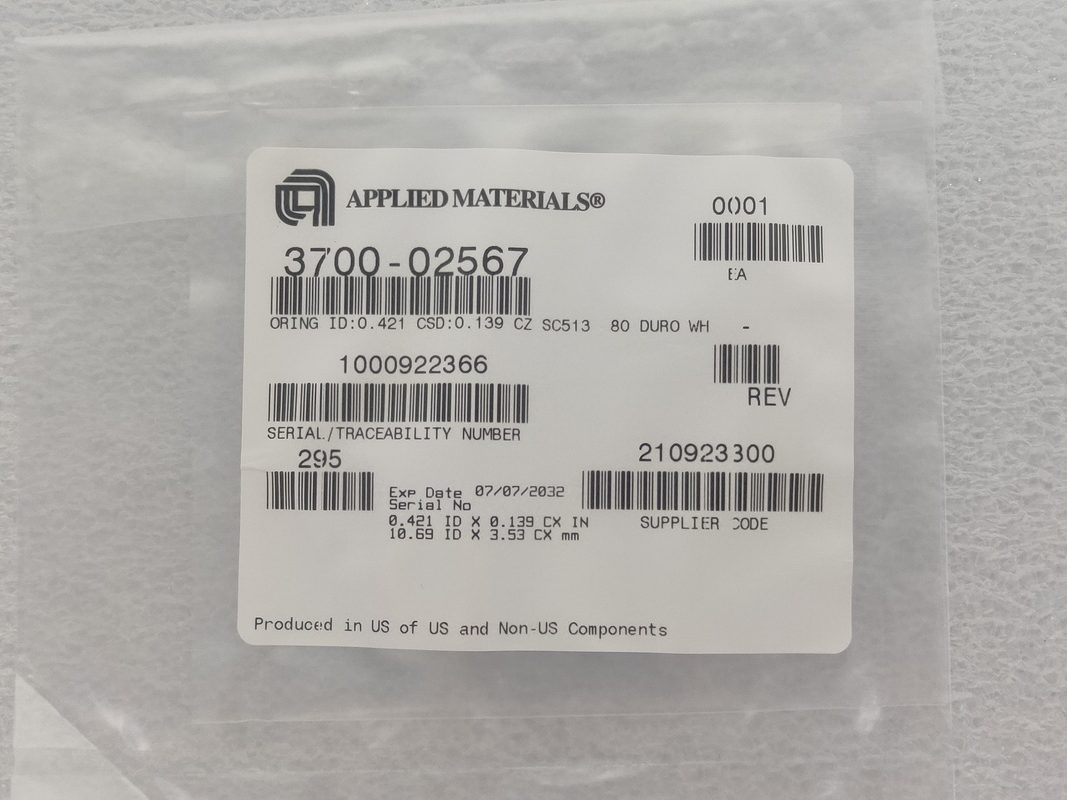 APPLIED MATERIALS®
0001
EA
3700-02567
ORING ID:0.421 CSD:0.139 CZ SC513 80 DURO WH -
1000922366
REV
SERIAL/TRACEABILITY NUMBER
295
210923300
Exp Date 07/07/2032
Serial No
SUPPLIER CODE
0.421 ID X 0.139 CX IN
10.69 ID X 3.53 CX mm
Produced in US of US and Non-US Components